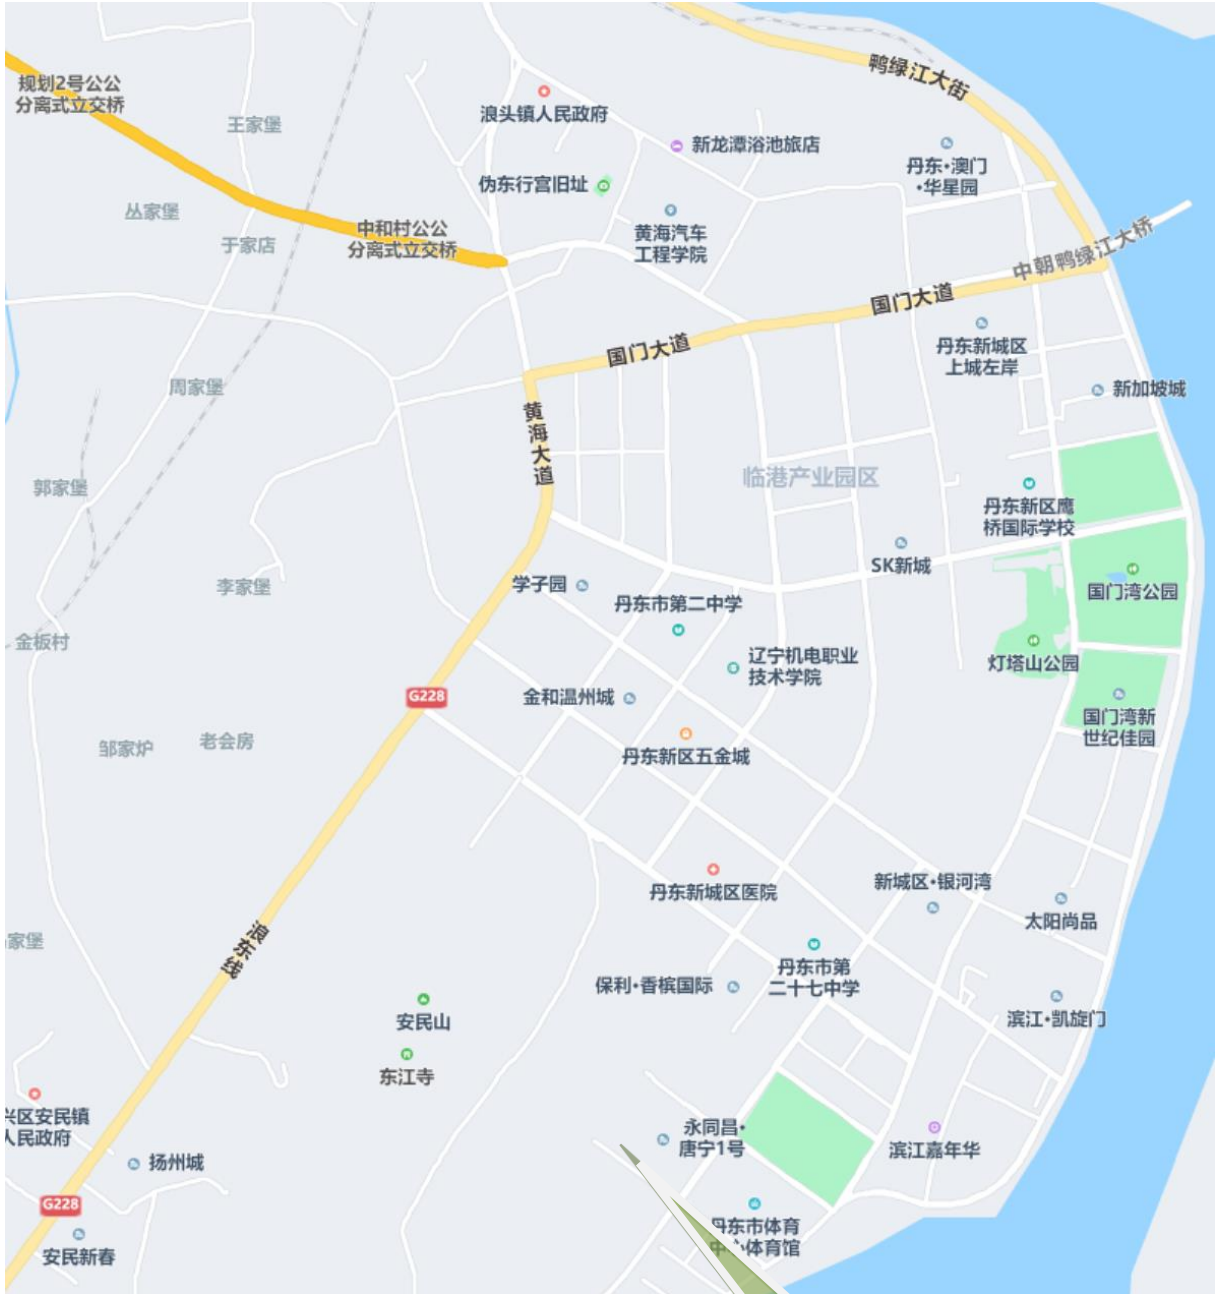 鸭绿江大街
规划2号公公
分离式立交桥
浪头镇人民政府
王家堡
新龙潭浴池旅店
丹东·澳门
·华星园
伪东行宫旧址
丛家堡
中和村公公
分离式立交桥
于家店
黄海汽车
工程学院
中朝鸭绿江大桥
国门大道
国门大道
丹东新城区
上城左岸
周家堡
新加坡城
黄海大道
临港产业园区
郭家堡
丹东新区鹰
桥国际学校
SK新城
李家堡
学子园
丹东市第二中学
国门湾公园
金板村
辽宁机电职业
技术学院
灯塔山公园
G228
金和温州城
国门湾新
世纪佳园
邹家炉
老会房
丹东新区五金城
丹东新城区医院
新城区·银河湾
太阳尚品
家堡
浪东线
丹东市第
二十七中学
保利·香槟国际
安民山
滨江·凯旋门
东江寺
兴区安民镇
人民政府
永同昌·
唐宁1号
滨江嘉年华
扬州城
G228
丹东市体育
中心体育馆
安民新春